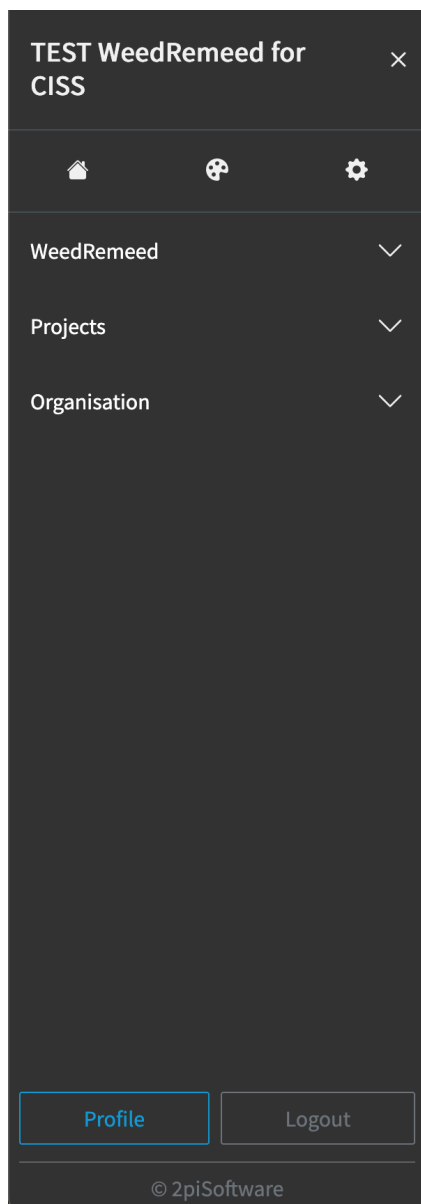 TEST WeedRemeed for
CISS
WeedRemeed
Projects
Organisation
Profile
Logout
© 2piSoftware